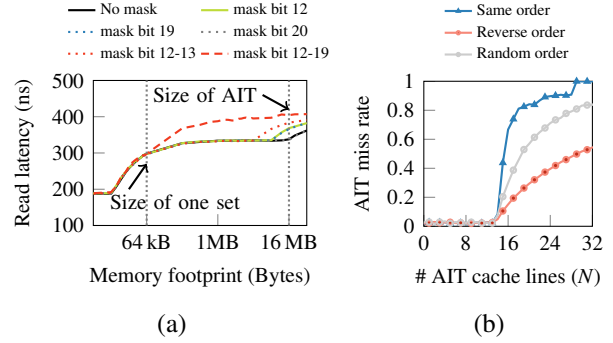 No mask
mask bit 12
mask bit 19
mask bit 20
mask bit 12-13
mask bit 12-19
Read latency (ns)
500
400
300
200
100
Size of AIT
Size of one set
64 kB
1MB
16 MB
Memory footprint (Bytes)
(a)
Same order
Reverse order
Random order
AIT miss rate
1
0.8
0.6
0.4
0.2
0
0
8
16
24
32
# AIT cache lines (N)
(b)